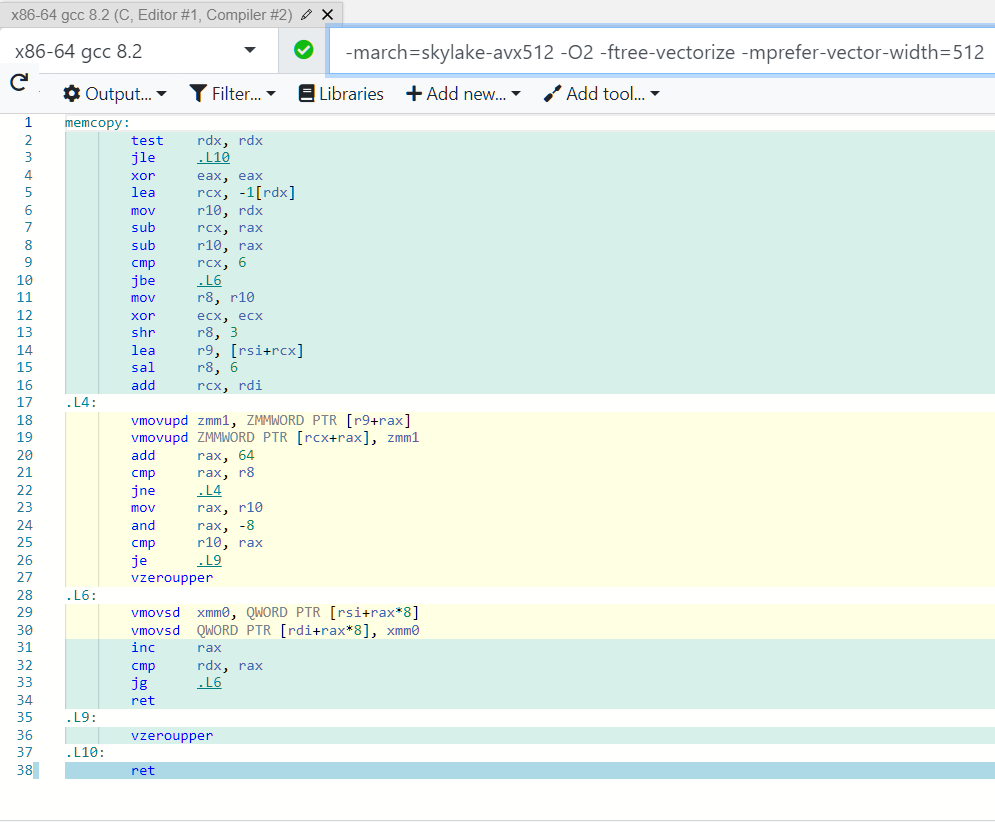 x86-64 gcc 8.2 (C, Editor #1, Compiler #2)
x86-64 gcc 8.2 -march=skylake-avx512 -O2 -ftree-vectorize -mprefer-vector-width=512
Output... Filter... Libraries + Add new... Add tool...
1 memcopy:
2 test rdx, rdx
3 jle .L10
4 xor eax, eax
5 lea rcx, -1[rdx]
6 mov r10, rdx
7 sub rcx, rax
8 sub r10, rax
9 cmp rcx, 6
10 jbe .L6
11 mov r8, r10
12 xor ecx, ecx
13 shr r8, 3
14 lea r9, [rsi+rcx]
15 sal r8, 6
16 add rcx, rdi
17 .L4:
18 vmovupd zmm1, ZMMWORD PTR [r9+rax]
19 vmovupd ZMMWORD PTR [rcx+rax], zmm1
20 add rax, 64
21 cmp rax, r8
22 jne .L4
23 mov rax, r10
24 and rax, -8
25 cmp r10, rax
26 je .L9
27 vzeroupper
28 .L6:
29 vmovsd xmm0, QWORD PTR [rsi+rax*8]
30 vmovsd QWORD PTR [rdi+rax*8], xmm0
31 inc rax
32 cmp rdx, rax
33 jg .L6
34 ret
35 .L9:
36 vzeroupper
37 .L10:
38 ret